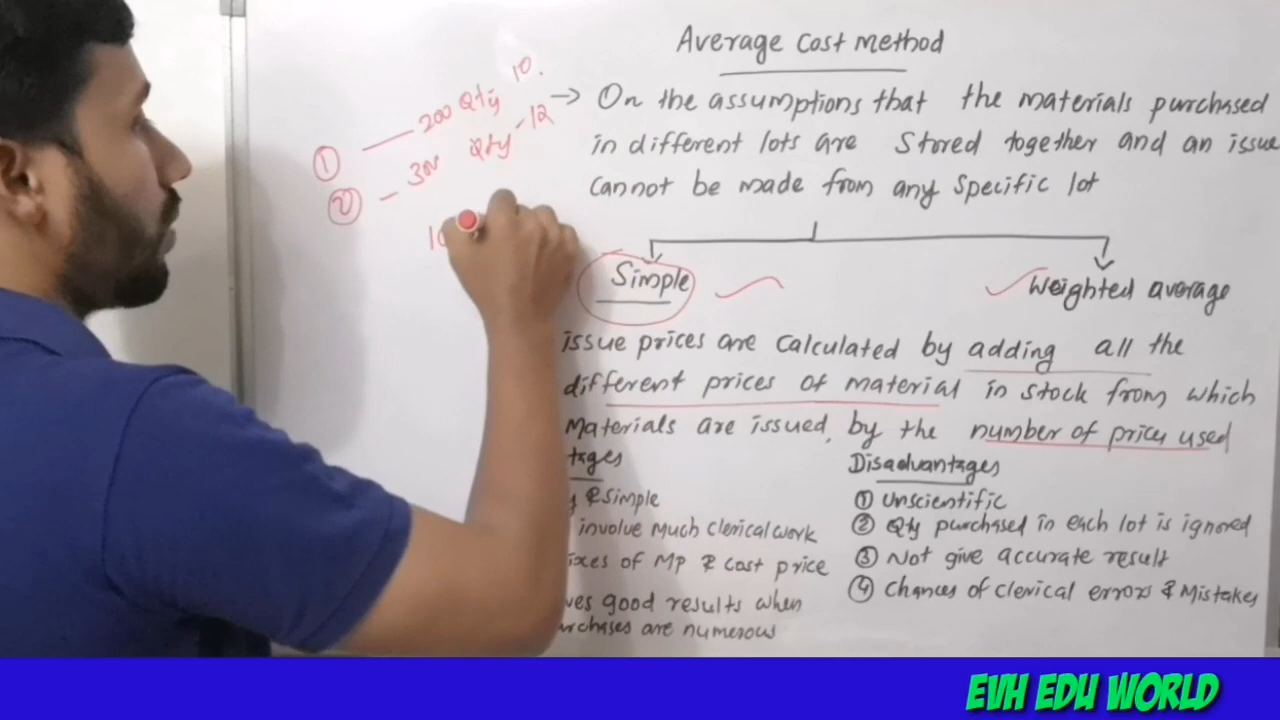 Average Cost Method
① — 200 Qty 10.
② — 300 Qty - 12
→ On the assumptions that the materials purchased
in different lots are Stored together and an issue
cannot be made from any specific lot
Simple
Weighted average
issue prices are calculated by adding all the
different prices of material in stock from which
Materials are issued, by the number of prices used
tages
& simple
involve Much clerical work
ixes of MP & Cost price
ves good results when
urchases are numerous
Disadvantages
① Unscientific
② Qty purchased in each lot is ignored
③ Not give accurate result
④ Chances of clerical errors & Mistakes
EVH EDU WORLD